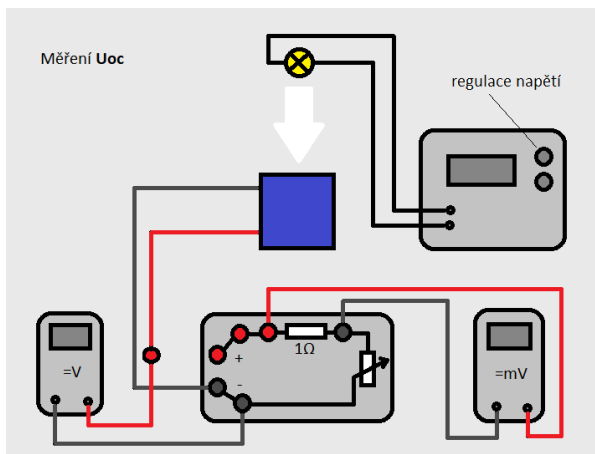 Měření Uoc
regulace napětí
1Ω
+
-
=V
=mV